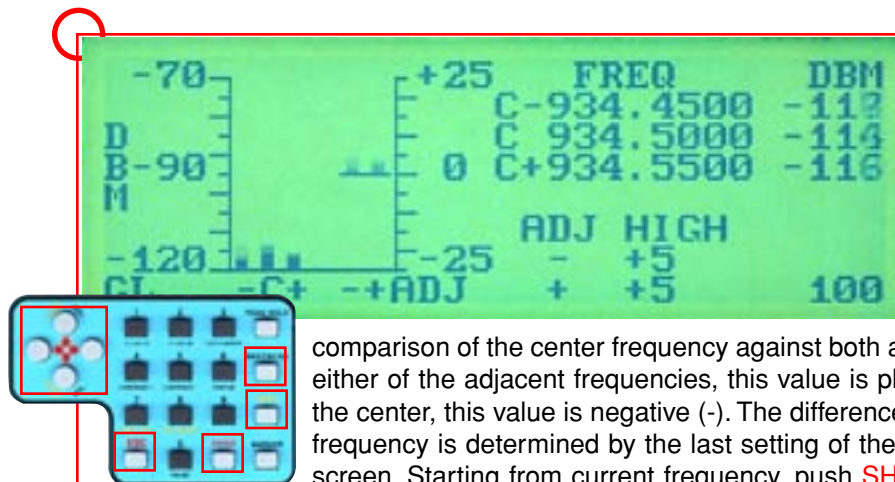 -70 +25 FREQ DBM
C-934.4500
D C 934.5000 -114
B-90 0 C+934.5500 -116
M
ADJ HIGH
-120 -25 - +5
CL -C+ -+ADJ + +5 100
comparison of the center frequency against both a
either of the adjacent frequencies, this value is pl
the center, this value is negative (-). The difference
frequency is determined by the last setting of the
screen. Starting from current frequency, push SH